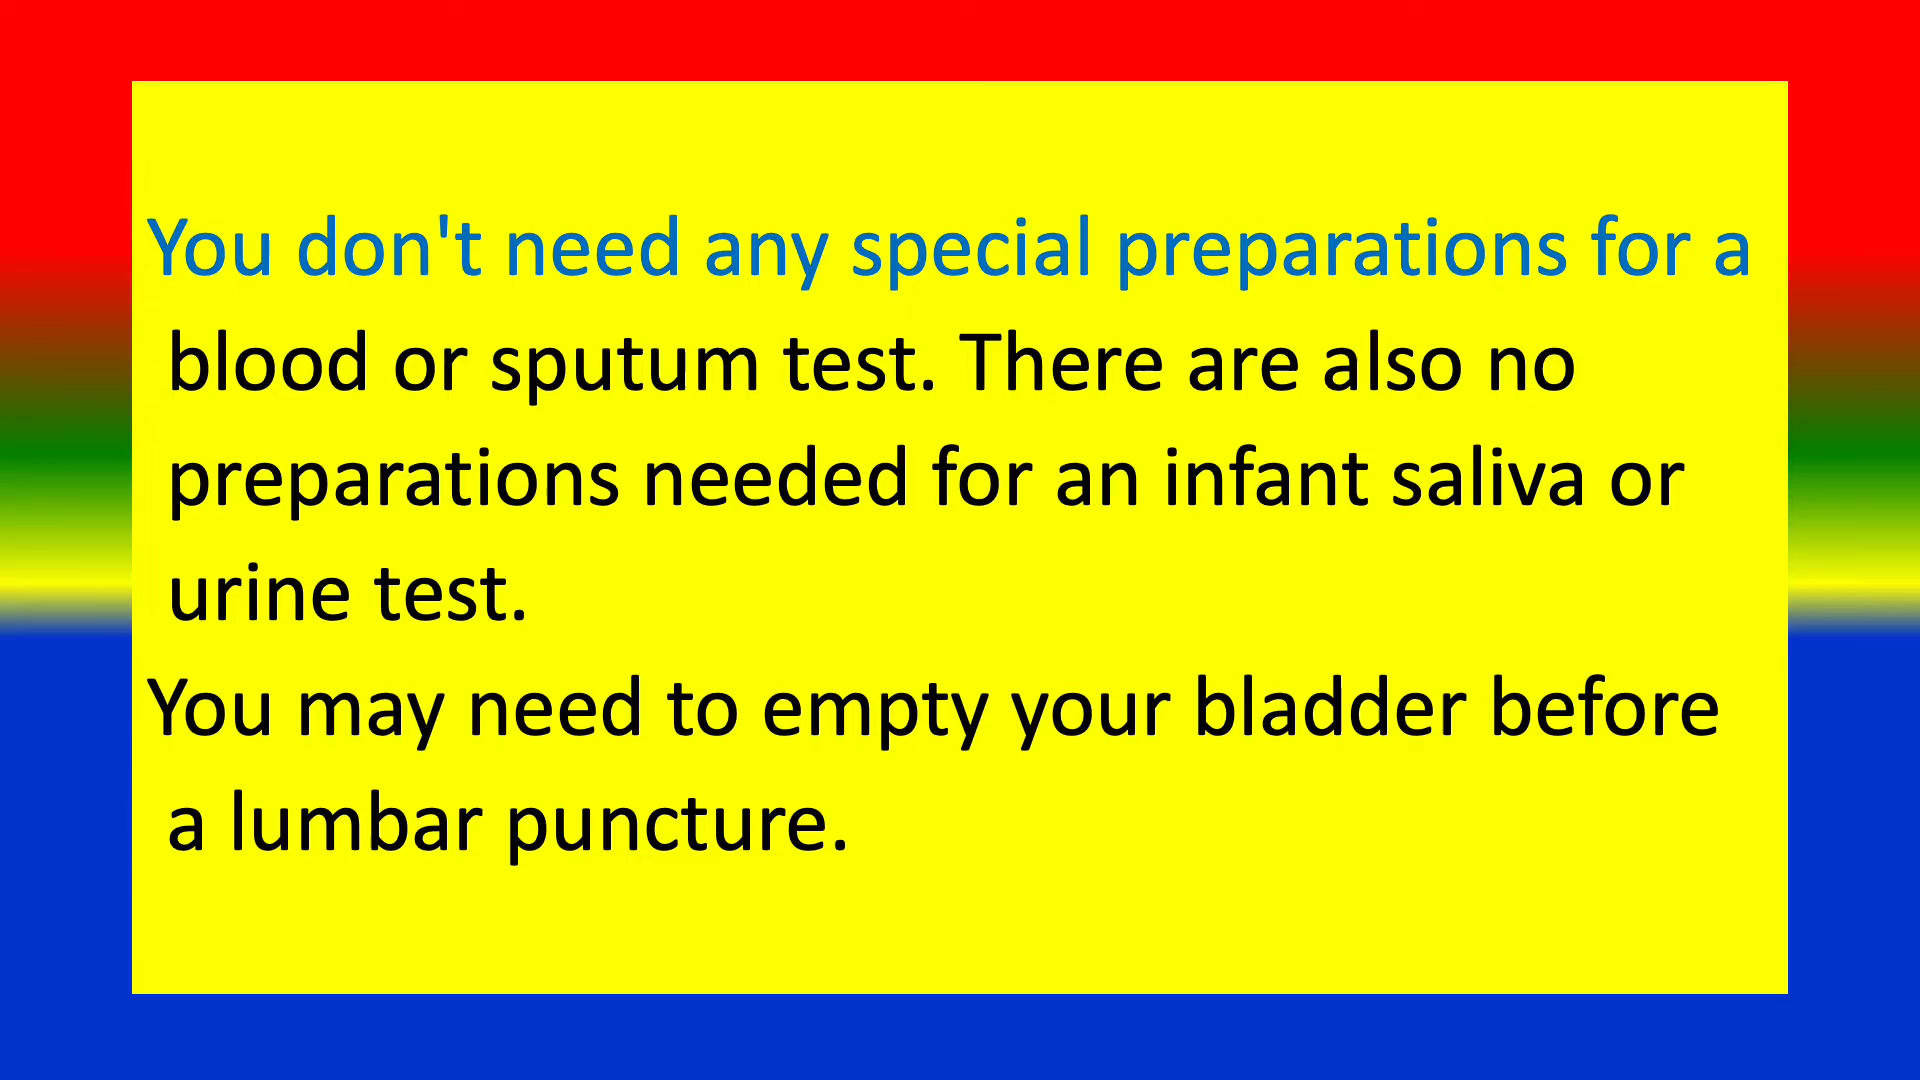 You don't need any special preparations for a
blood or sputum test. There are also no
preparations needed for an infant saliva or
urine test.
You may need to empty your bladder before
a lumbar puncture.